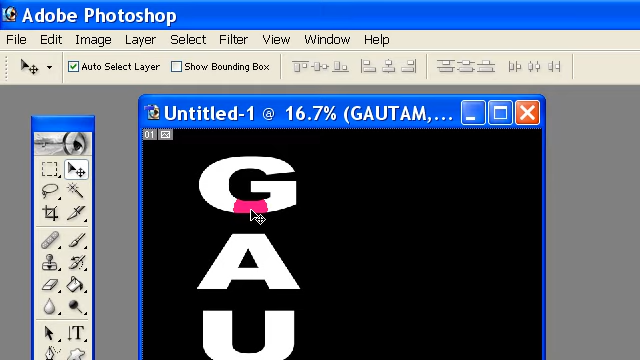 Adobe Photoshop
File Edit Image Layer Select Filter View Window Help
Auto Select Layer Show Bounding Box
Untitled-1 @ 16.7% (GAUTAM,...
01
G
A
U
T